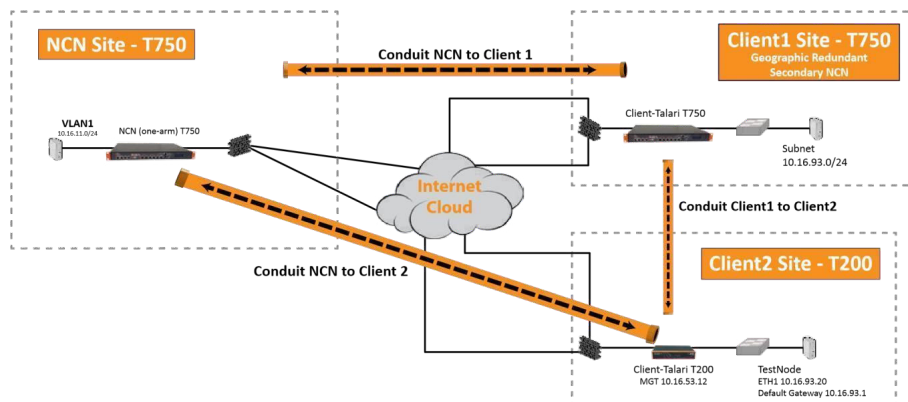 NCN Site - T750
Conduit NCN to Client 1
Client1 Site - T750
Geographic Redundant
Secondary NCN
VLAN1
10.16.11.0/24
NCN (one-arm) T750
Client-Talari T750
Subnet
10.16.93.0/24
Internet
Cloud
Conduit Client1 to Client2
Conduit NCN to Client 2
Client2 Site - T200
Client-Talari T200
MGT 10.16.53.12
TestNode
ETH1 10.16.93.20
Default Gateway 10.16.93.1